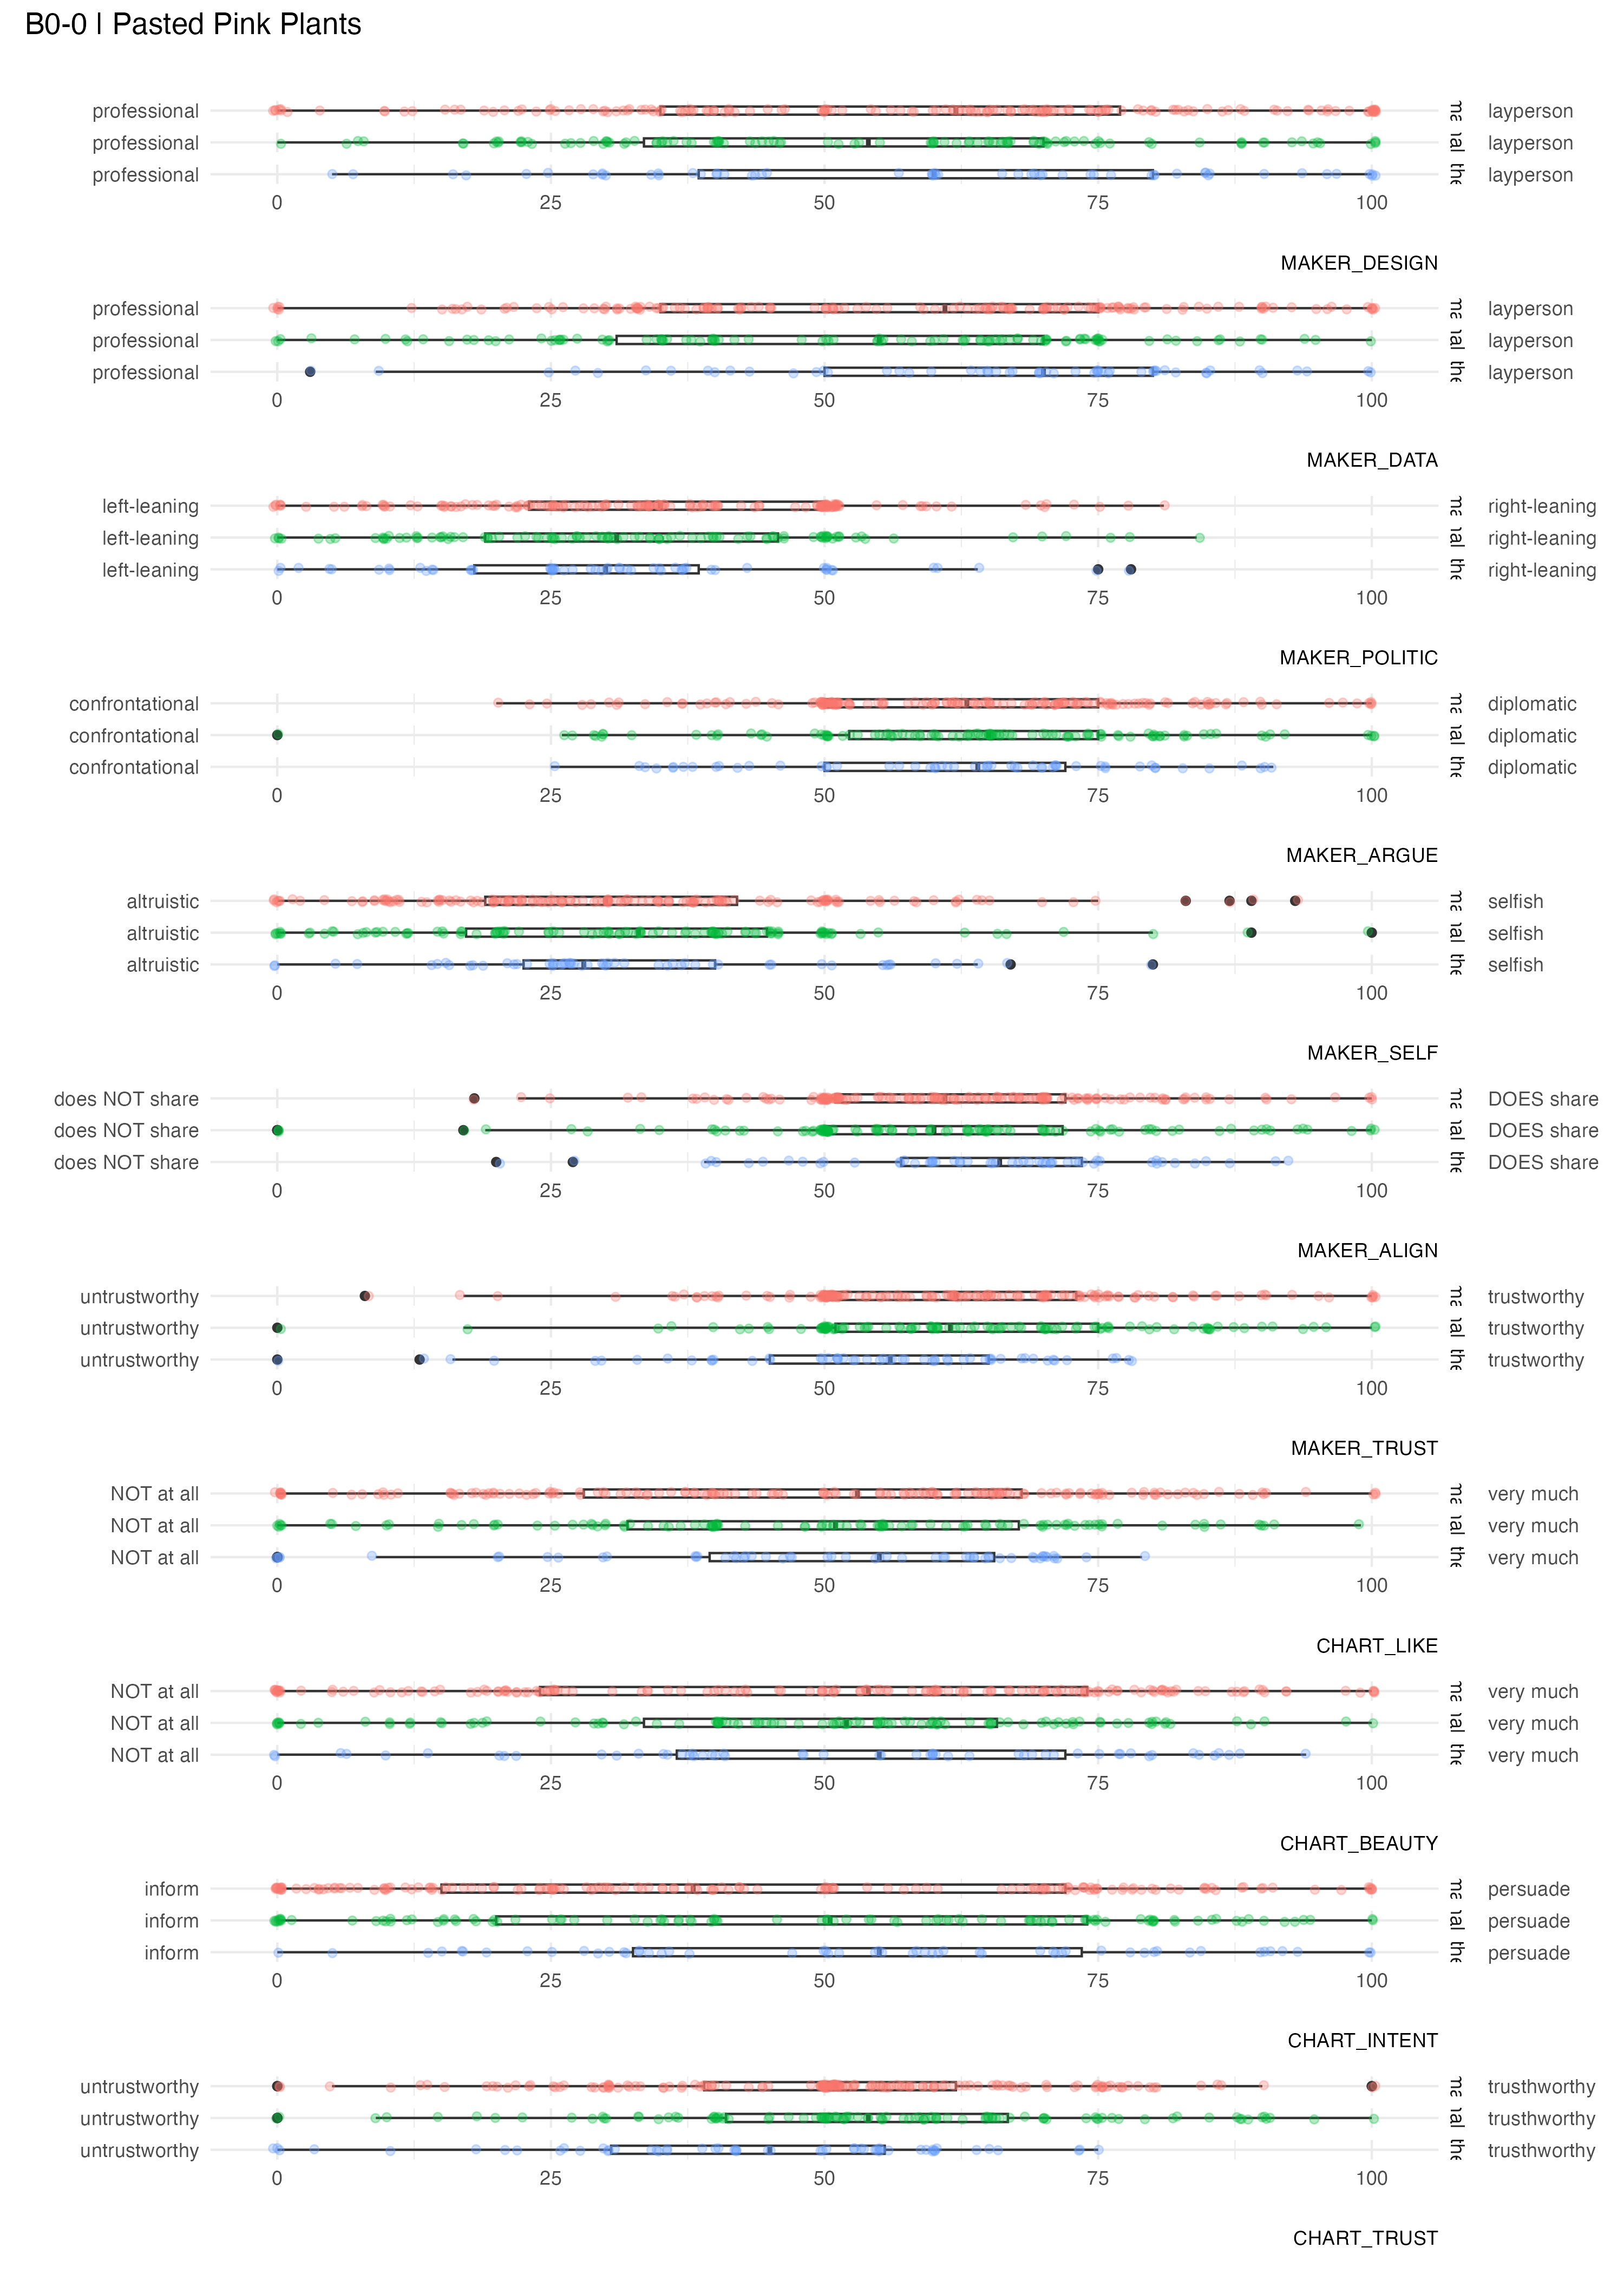 B0-0 | Pasted Pink Plants
professional layperson
professional layperson
professional layperson
0 25 50 75 100
MAKER_DESIGN
professional layperson
professional layperson
professional layperson
0 25 50 75 100
MAKER_DATA
left-leaning right-leaning
left-leaning right-leaning
left-leaning right-leaning
0 25 50 75 100
MAKER_POLITIC
confrontational diplomatic
confrontational diplomatic
confrontational diplomatic
0 25 50 75 100
MAKER_ARGUE
altruistic selfish
altruistic selfish
altruistic selfish
0 25 50 75 100
MAKER_SELF
does NOT share DOES share
does NOT share DOES share
does NOT share DOES share
0 25 50 75 100
MAKER_ALIGN
untrustworthy trustworthy
untrustworthy trustworthy
untrustworthy trustworthy
0 25 50 75 100
MAKER_TRUST
NOT at all very much
NOT at all very much
NOT at all very much
0 25 50 75 100
CHART_LIKE
NOT at all very much
NOT at all very much
NOT at all very much
0 25 50 75 100
CHART_BEAUTY
inform persuade
inform persuade
inform persuade
0 25 50 75 100
CHART_INTENT
untrustworthy trusthworthy
untrustworthy trusthworthy
untrustworthy trusthworthy
0 25 50 75 100
CHART_TRUST